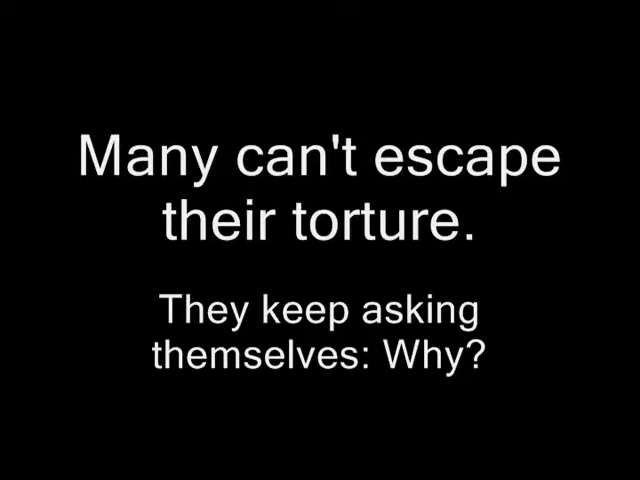 Many can't escape
their torture.
They keep asking
themselves: Why?